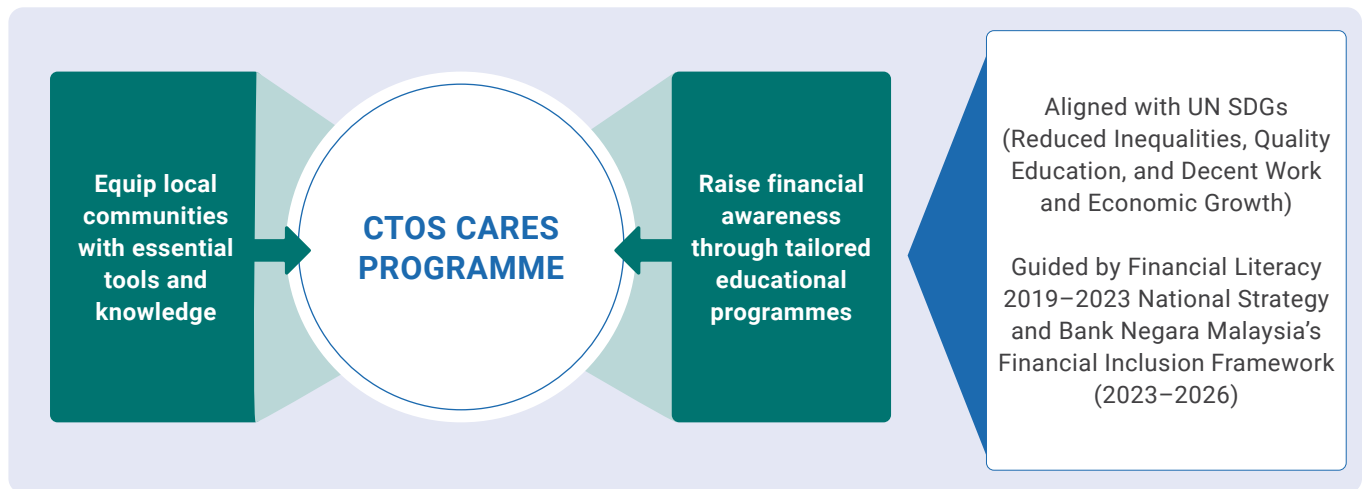 Equip local
communities
with essential
tools and
knowledge
CTOS CARES
PROGRAMME
Raise financial
awareness
through tailored
educational
programmes
Aligned with UN SDGs
(Reduced Inequalities, Quality
Education, and Decent Work
and Economic Growth)
Guided by Financial Literacy
2019–2023 National Strategy
and Bank Negara Malaysia’s
Financial Inclusion Framework
(2023–2026)